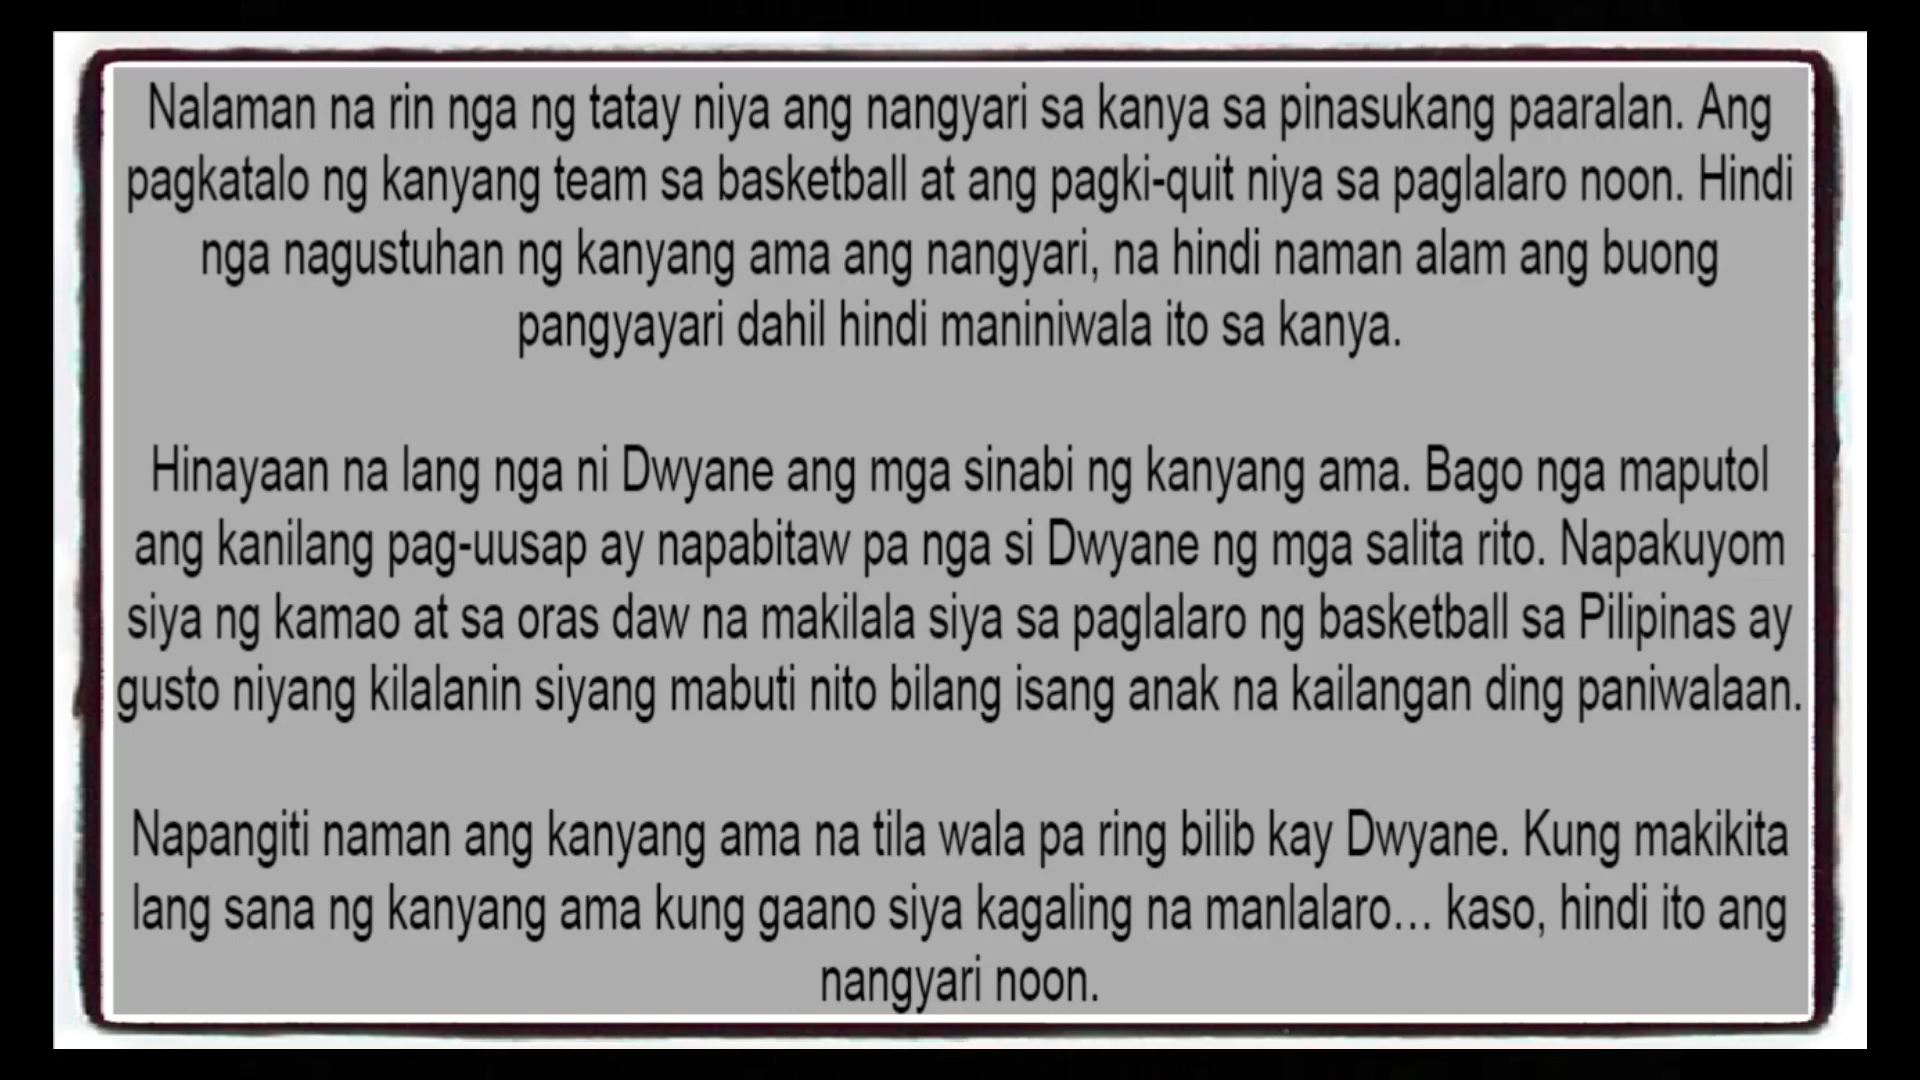 Nalaman na rin nga ng tatay niya ang nangyari sa kanya sa pinasukang paaralan. Ang
pagkatalo ng kanyang team sa basketball at ang pagki-quit niya sa paglalaro noon. Hindi
nga nagustuhan ng kanyang ama ang nangyari, na hindi naman alam ang buong
pangyayari dahil hindi maniniwala ito sa kanya.
Hinayaan na lang nga ni Dwyane ang mga sinabi ng kanyang ama. Bago nga maputol
ang kanilang pag-uusap ay napabitaw pa nga si Dwyane ng mga salita rito. Napakuyom
siya ng kamao at sa oras daw na makilala siya sa paglalaro ng basketball sa Pilipinas ay
gusto niyang kilalanin siyang mabuti nito bilang isang anak na kailangan ding paniwalaan.
Napangiti naman ang kanyang ama na tila wala pa ring bilib kay Dwyane. Kung makikita
lang sana ng kanyang ama kung gaano siya kagaling na manlalaro… kaso, hindi ito ang
nangyari noon.